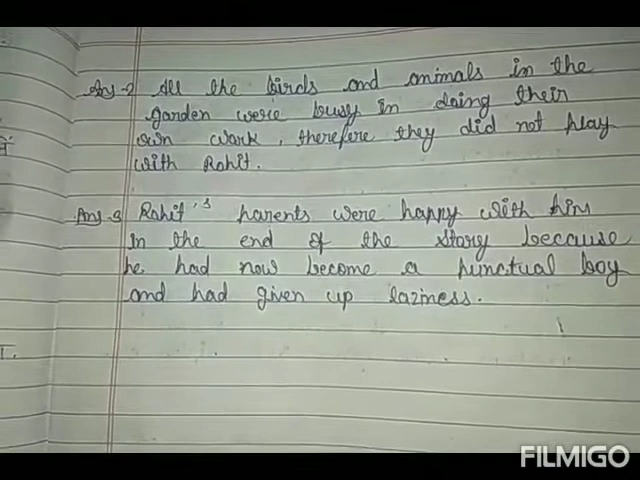 Ans-2 All the birds and animals in the
garden were busy in doing their
own work, therefore they did not play
with Rohit.
Ans-3 Rohit's parents were happy with him
in the end of the story because
he had now become a punctual boy
and had given up laziness.
FILMIGO